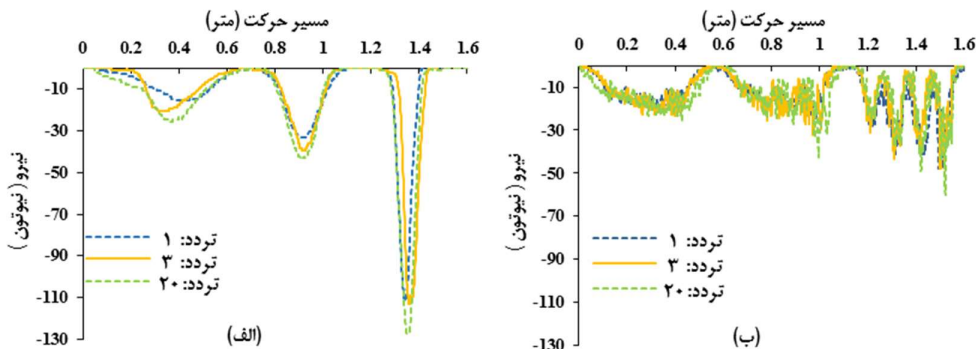 مسیر حرکت (متر)
0 0.2 0.4 0.6 0.8 1 1.2 1.4 1.6
-10
-30
-50
-70
-90
-110
-130
نیرو ( نیوتون )
تردد: ۱
تردد: ۳
تردد: ۲۰
(الف)
مسیر حرکت (متر)
0 0.2 0.4 0.6 0.8 1 1.2 1.4 1.6
-10
-30
-50
-70
-90
-110
-130
نیرو ( نیوتون )
تردد: ۱
تردد: ۳
تردد: ۲۰
(ب)